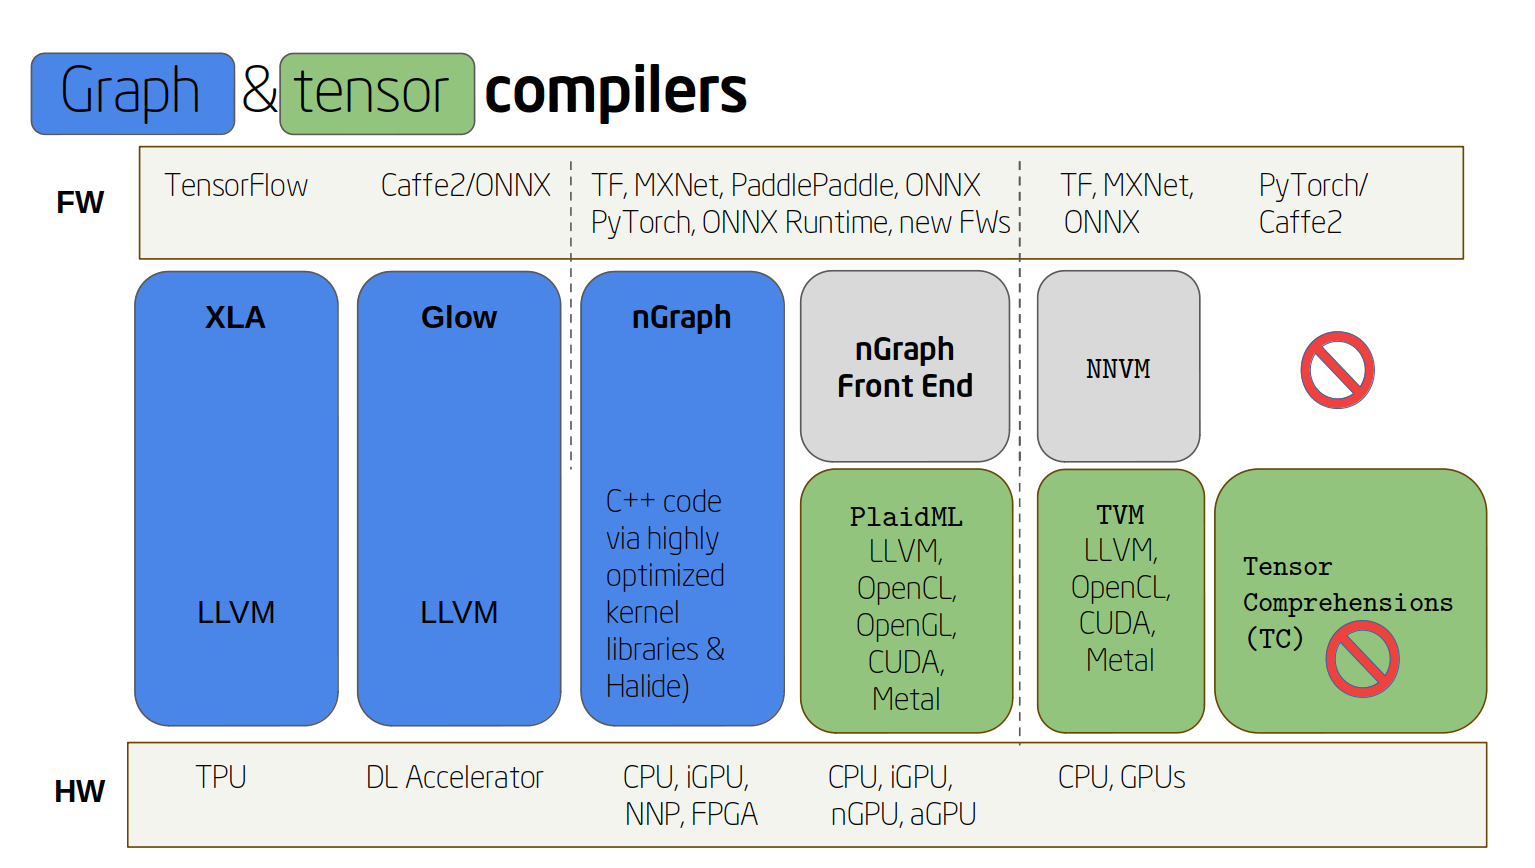 Graph & tensor compilers
FW
TensorFlow
Caffe2/ONNX
TF, MXNet, PaddlePaddle, ONNX
PyTorch, ONNX Runtime, new FWs
TF, MXNet,
ONNX
PyTorch/
Caffe2
XLA
LLVM
Glow
LLVM
nGraph
C++ code
via highly
optimized
kernel
libraries &
Halide)
nGraph
Front End
PlaidML
LLVM,
OpenCL,
OpenGL,
CUDA,
Metal
NNVM
TVM
LLVM,
OpenCL,
CUDA,
Metal
Tensor
Comprehensions
(TC)
HW
TPU
DL Accelerator
CPU, iGPU,
NNP, FPGA
CPU, iGPU,
nGPU, aGPU
CPU, GPUs